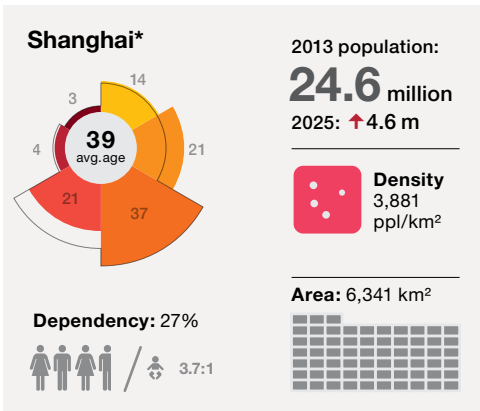 Shanghai*
14
21
37
21
4
3
39
avg.age
Dependency: 27%
3.7:1
2013 population:
24.6 million
2025: ↑4.6 m
Density
3,881
ppl/km²
Area: 6,341 km²